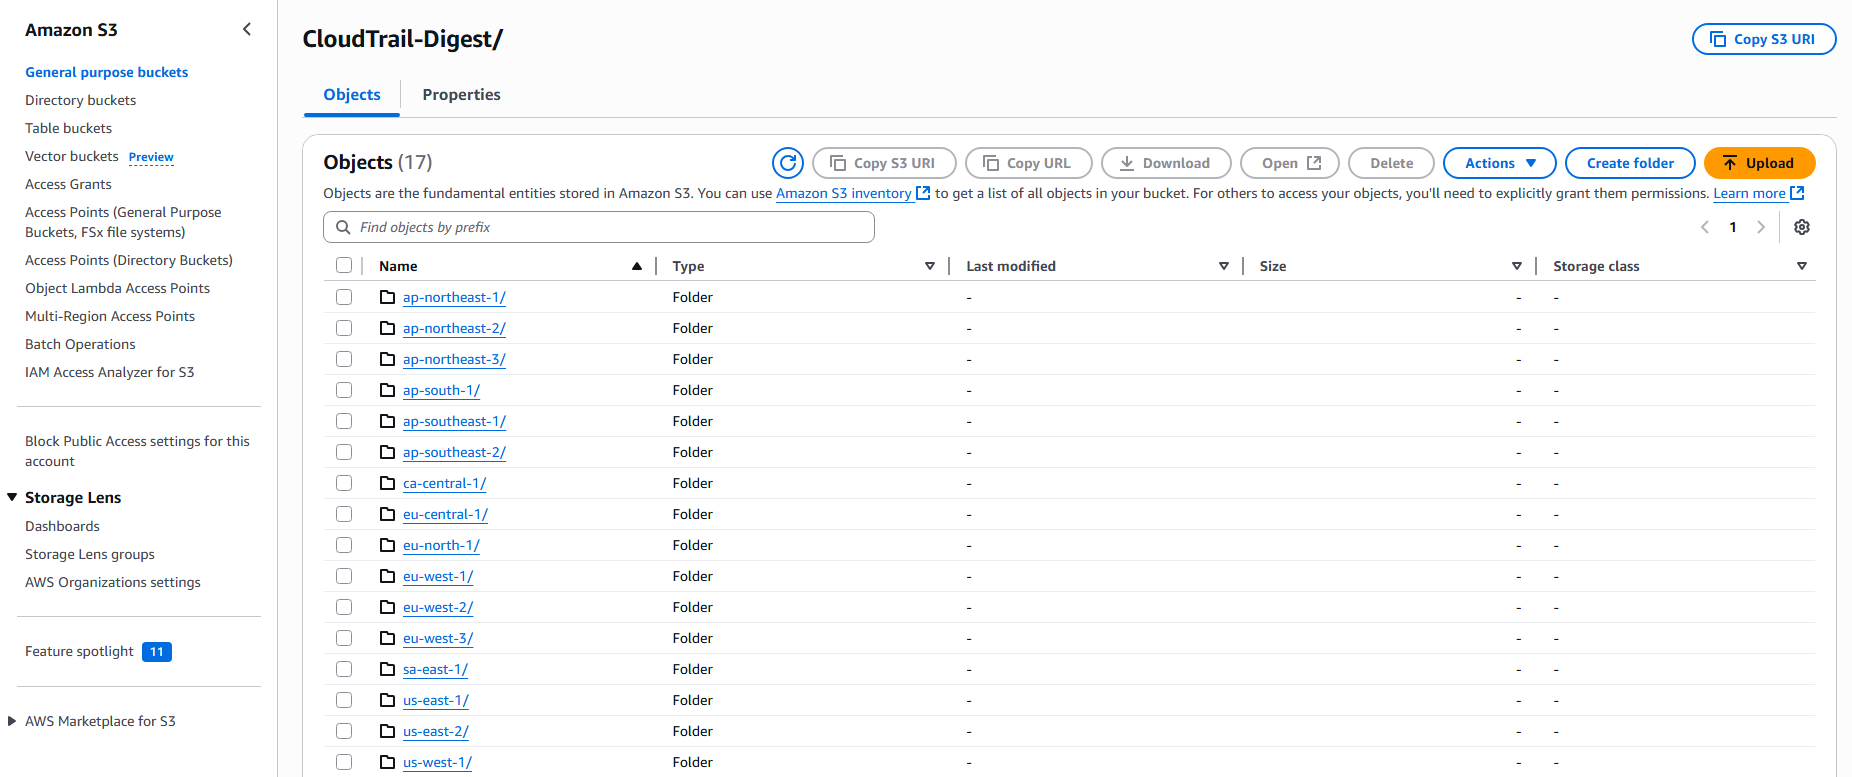 Amazon S3
General purpose buckets
Directory buckets
Table buckets
Vector buckets Preview
Access Grants
Access Points (General Purpose
Buckets, FSx file systems)
Access Points (Directory Buckets)
Object Lambda Access Points
Multi-Region Access Points
Batch Operations
IAM Access Analyzer for S3
Block Public Access settings for this
account
Storage Lens
Dashboards
Storage Lens groups
AWS Organizations settings
Feature spotlight 11
AWS Marketplace for S3
CloudTrail-Digest/
Copy S3 URI
Objects Properties
Objects (17)
Copy S3 URI Copy URL Download Open Delete Actions Create folder Upload
Objects are the fundamental entities stored in Amazon S3. You can use Amazon S3 inventory to get a list of all objects in your bucket. For others to access your objects, you'll need to explicitly grant them permissions. Learn more
Find objects by prefix
1
Name Type Last modified Size Storage class
ap-northeast-1/ Folder - - -
ap-northeast-2/ Folder - - -
ap-northeast-3/ Folder - - -
ap-south-1/ Folder - - -
ap-southeast-1/ Folder - - -
ap-southeast-2/ Folder - - -
ca-central-1/ Folder - - -
eu-central-1/ Folder - - -
eu-north-1/ Folder - - -
eu-west-1/ Folder - - -
eu-west-2/ Folder - - -
eu-west-3/ Folder - - -
sa-east-1/ Folder - - -
us-east-1/ Folder - - -
us-east-2/ Folder - - -
us-west-1/ Folder - - -